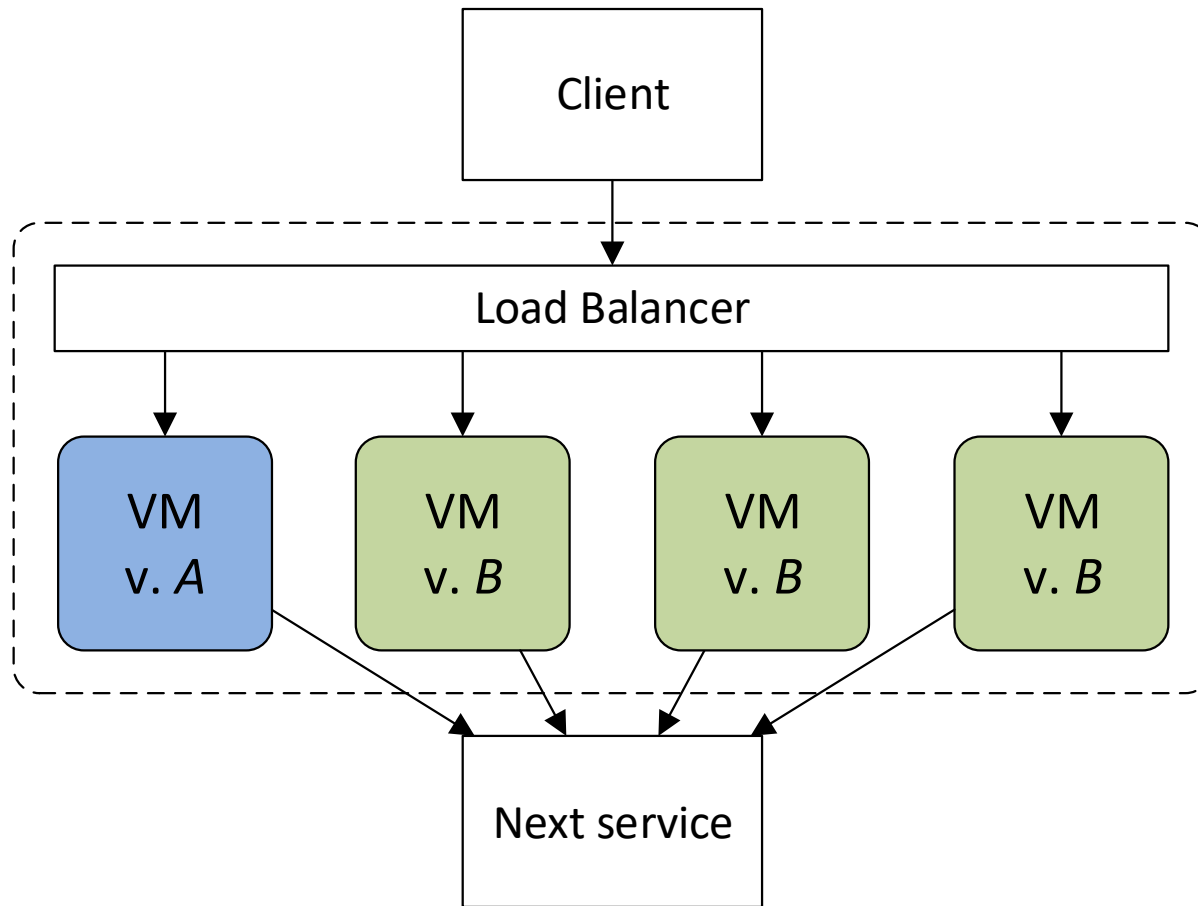 Client
Load Balancer
VM
v. A
VM
v. B
VM
v. B
VM
v. B
Next service